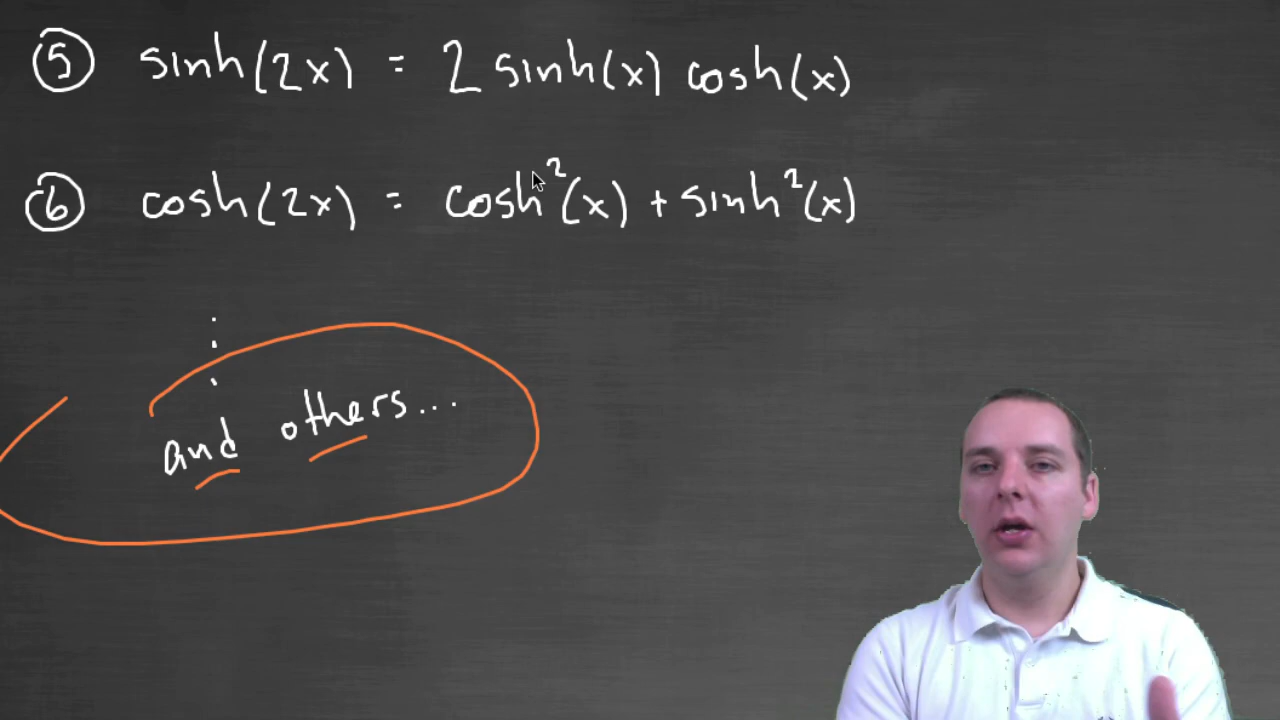 ⑤ sinh(2x) = 2 sinh(x) cosh(x)
⑥ cosh(2x) = cosh²(x) + sinh²(x)
⋮
and others...